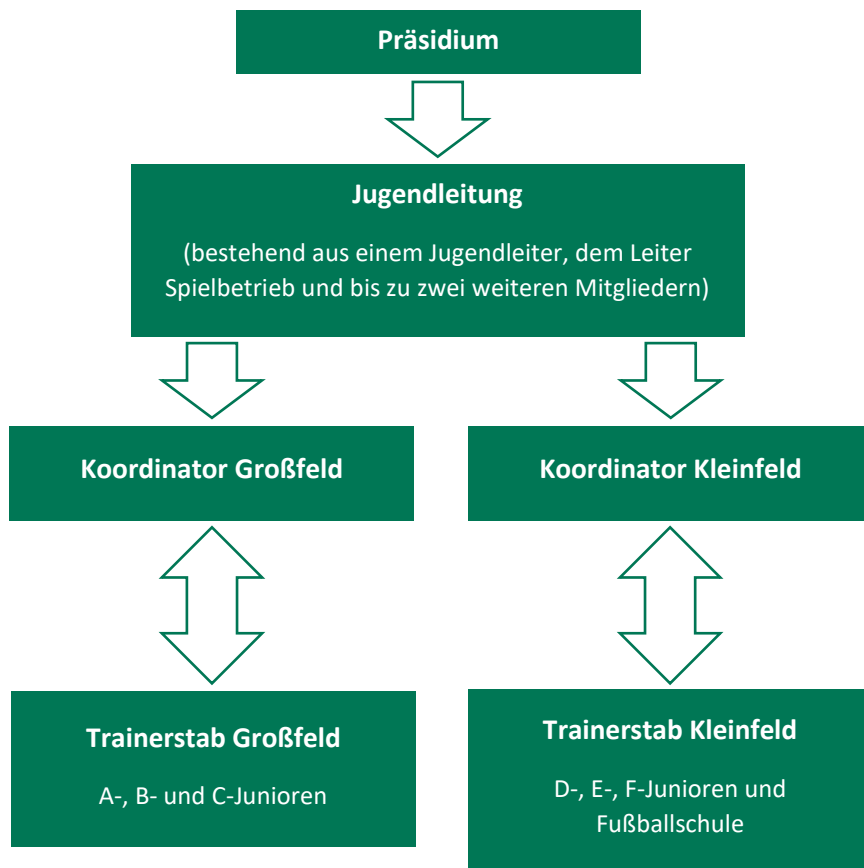 Präsidium
Jugendleitung
(bestehend aus einem Jugendleiter, dem Leiter
Spielbetrieb und bis zu zwei weiteren Mitgliedern)
Koordinator Großfeld
Koordinator Kleinfeld
Trainerstab Großfeld
A-, B- und C-Junioren
Trainerstab Kleinfeld
D-, E-, F-Junioren und
Fußballschule